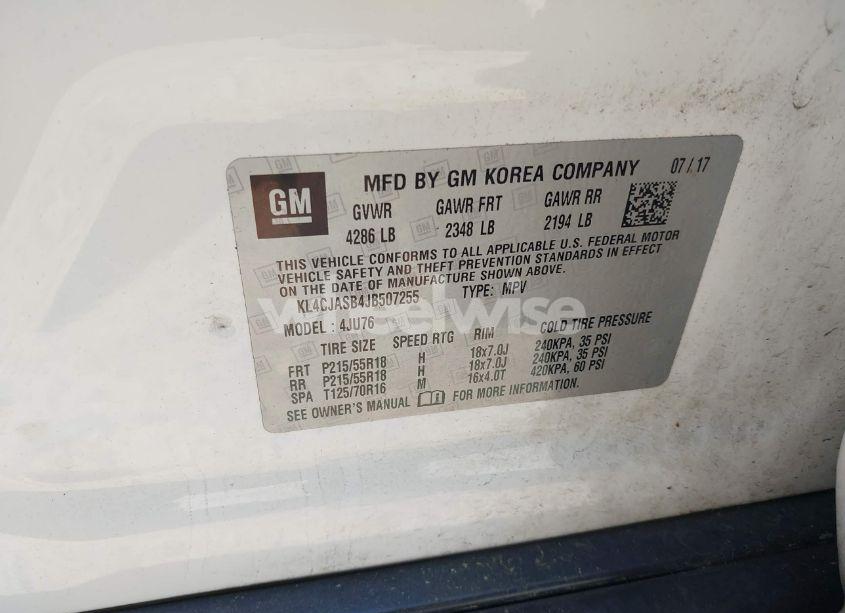 GM
MFD BY GM KOREA COMPANY 07/17
GVWR GAWR FRT GAWR RR
4286 LB 2348 LB 2194 LB
THIS VEHICLE CONFORMS TO ALL APPLICABLE U.S. FEDERAL MOTOR
VEHICLE SAFETY AND THEFT PREVENTION STANDARDS IN EFFECT
ON THE DATE OF MANUFACTURE SHOWN ABOVE.
KL4CJASB4JB507255 TYPE: MPV
wheelwise
MODEL: 4JU76
TIRE SIZE SPEED RTG RIM COLD TIRE PRESSURE
FRT P215/55R18 H 18x7.0J 240KPA, 35 PSI
RR P215/55R18 H 18x7.0J 240KPA, 35 PSI
SPA T125/70R16 M 16x4.0T 420KPA, 60 PSI
SEE OWNER'S MANUAL FOR MORE INFORMATION.